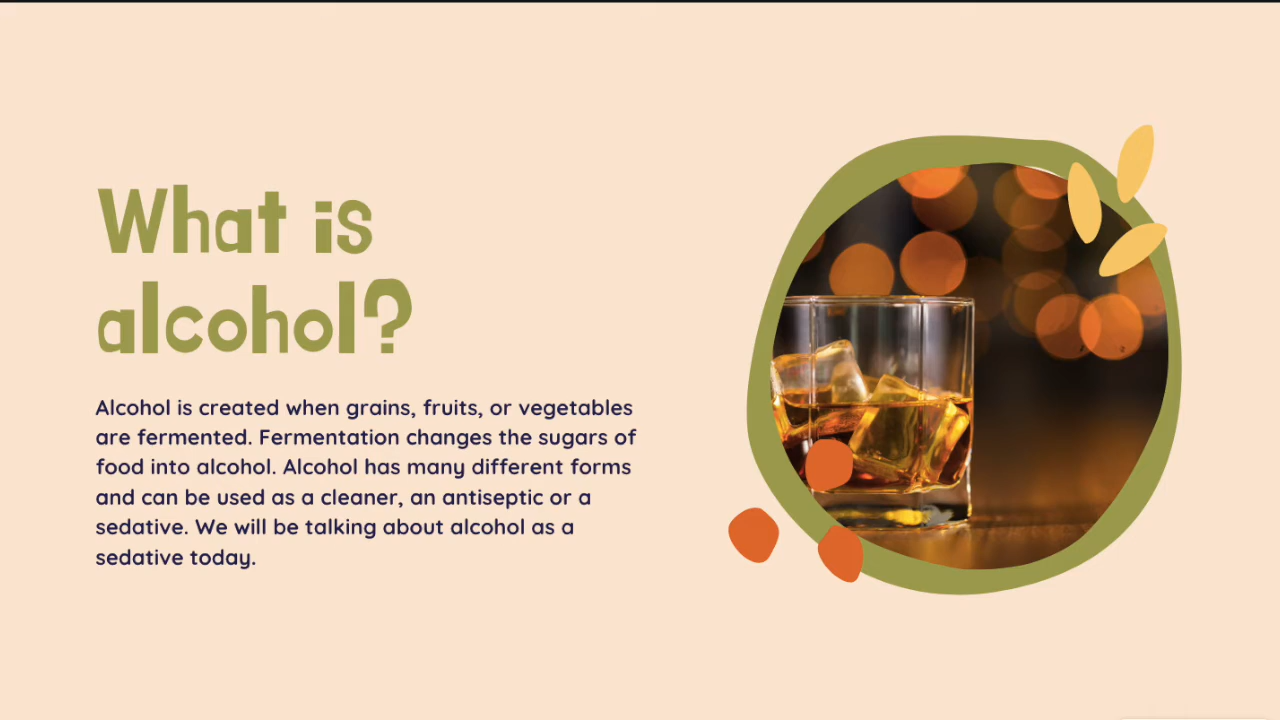 What is
alcohol?
Alcohol is created when grains, fruits, or vegetables
are fermented. Fermentation changes the sugars of
food into alcohol. Alcohol has many different forms
and can be used as a cleaner, an antiseptic or a
sedative. We will be talking about alcohol as a
sedative today.